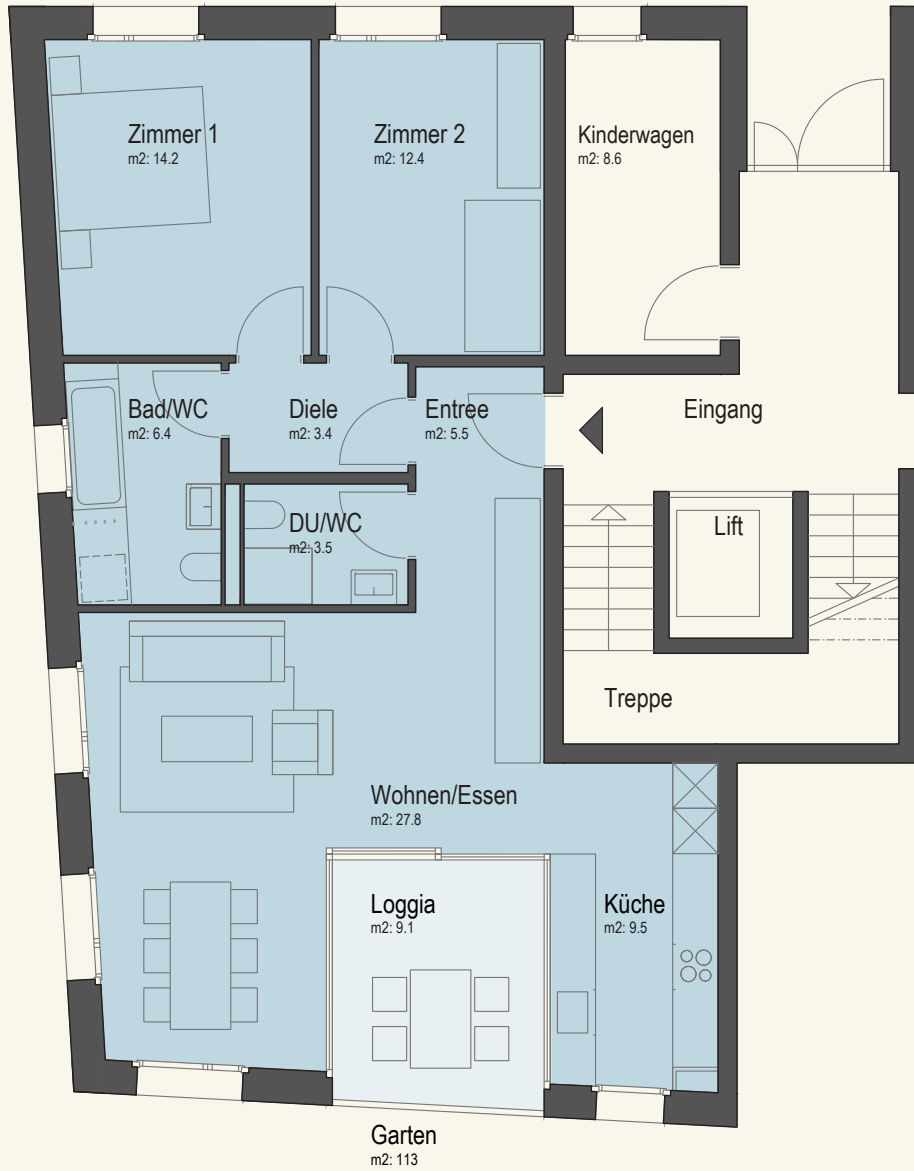 Zimmer 1
m2: 14.2
Zimmer 2
m2: 12.4
Kinderwagen
m2: 8.6
Bad/WC
m2: 6.4
Diele
m2: 3.4
Entree
m2: 5.5
Eingang
DU/WC
m2: 3.5
Lift
Treppe
Wohnen/Essen
m2: 27.8
Loggia
m2: 9.1
Küche
m2: 9.5
Garten
m2: 113